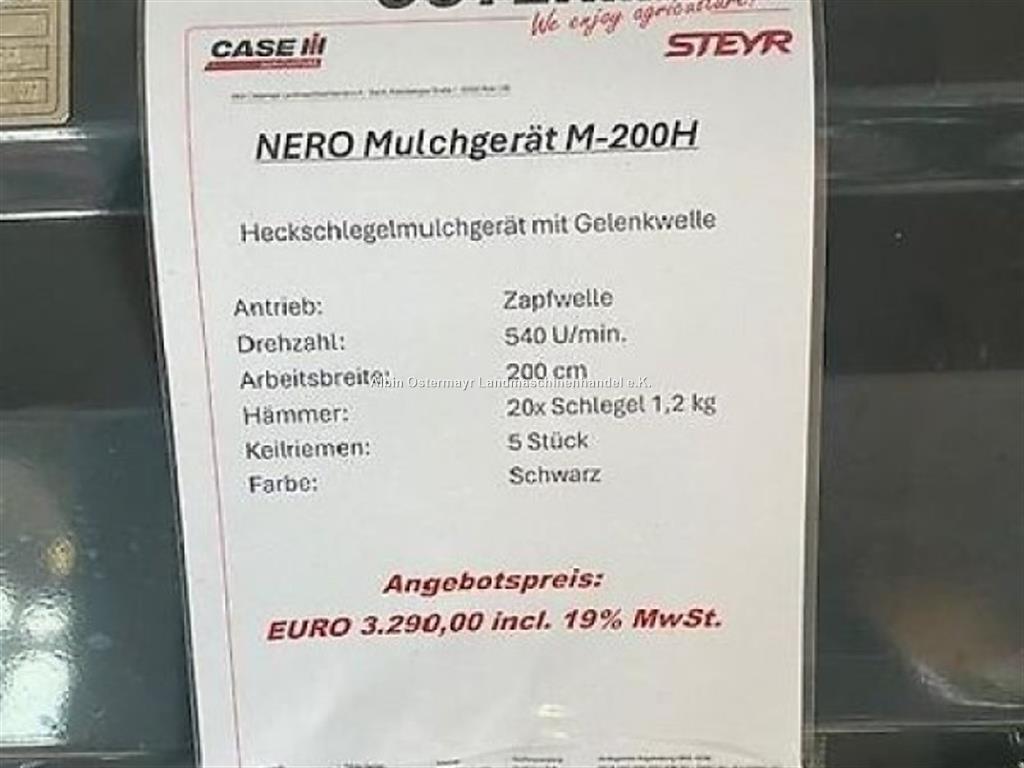 We enjoy agriculture!
CASE IH
STEYR
NERO Mulchgerät M-200H
Heckschlegelmulchgerät mit Gelenkwelle
Antrieb: Zapfwelle
Drehzahl: 540 U/min.
Arbeitsbreite: 200 cm
Albin Ostermayr Landmaschinenhandel e.K.
Hämmer: 20x Schlegel 1,2 kg
Keilriemen: 5 Stück
Farbe: Schwarz
Angebotspreis:
EURO 3.290,00 incl. 19% MwSt.